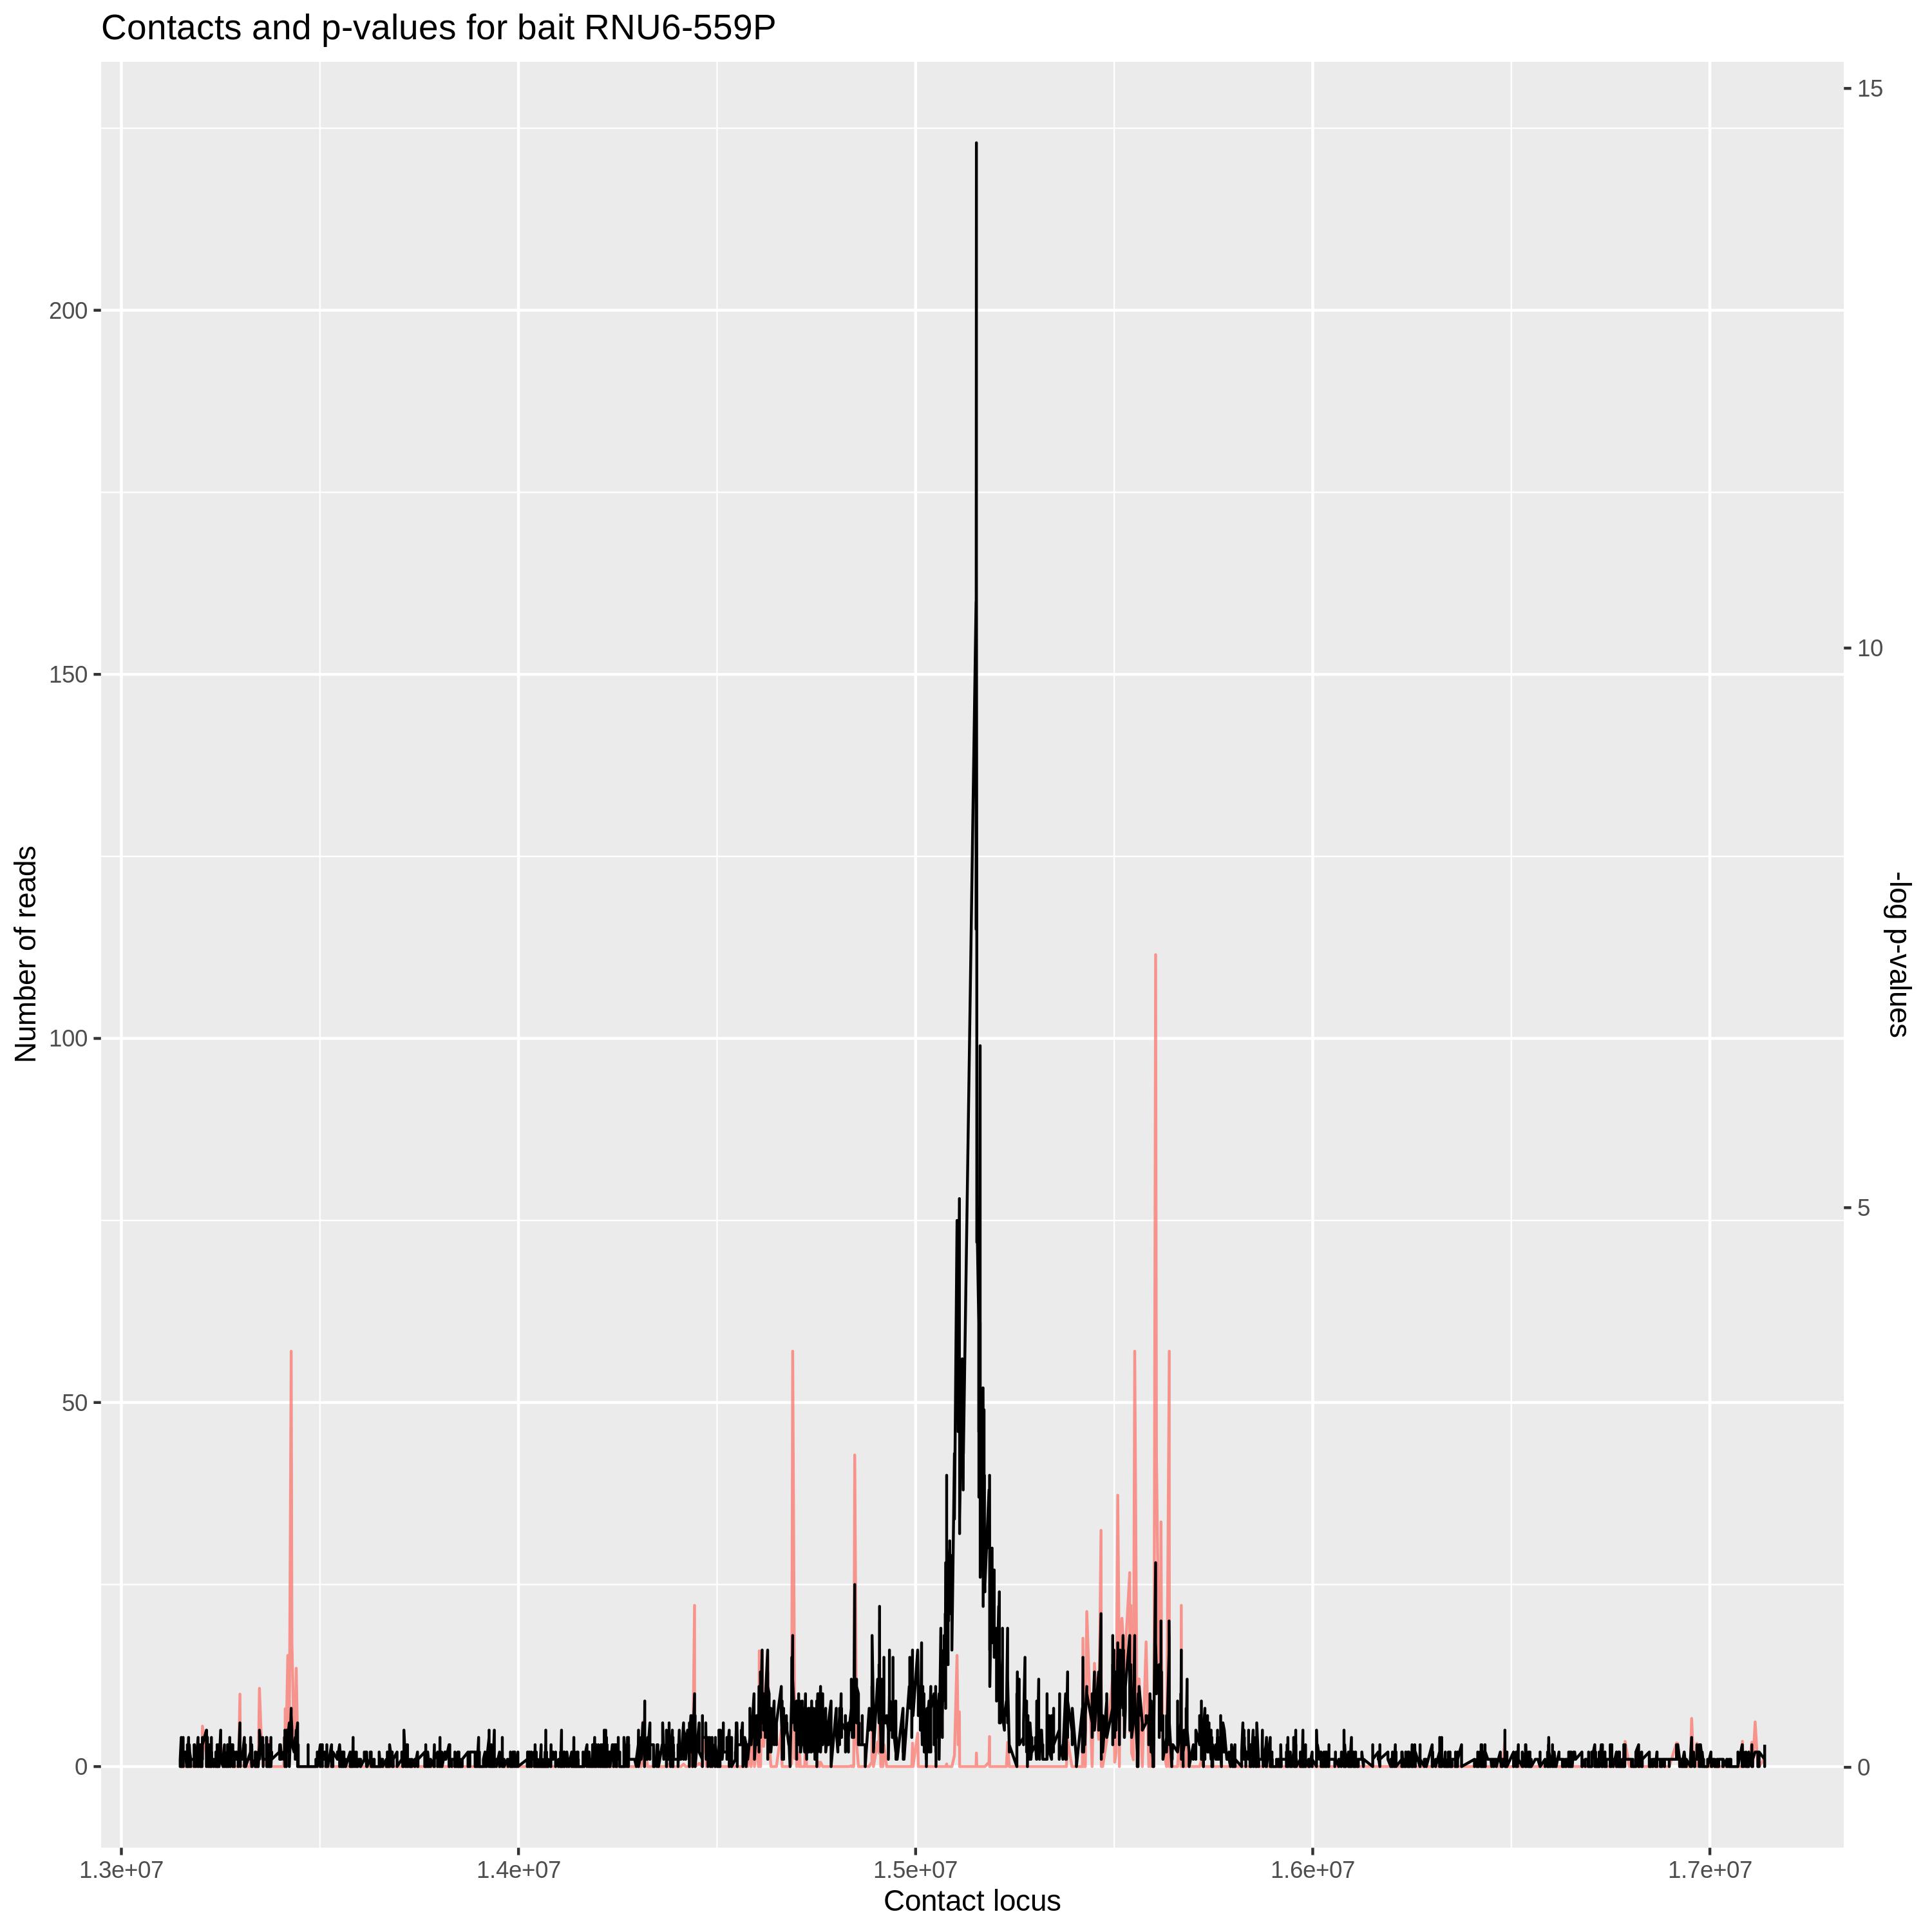 Contacts and p-values for bait RNU6-559P
15
200
150
10
Number of reads
-log p-values
100
5
50
0
0
1.3e+07
1.4e+07
1.5e+07
1.6e+07
1.7e+07
Contact locus